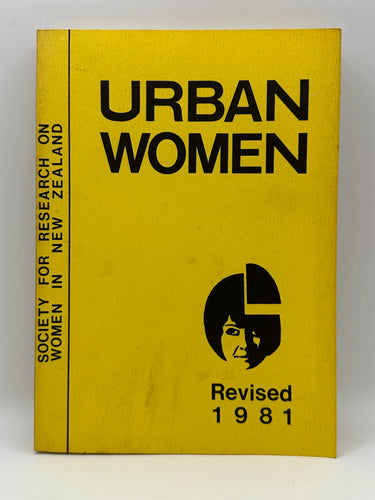 URBAN
WOMEN
SOCIETY FOR RESEARCH ON
WOMEN IN NEW ZEALAND
Revised
1981